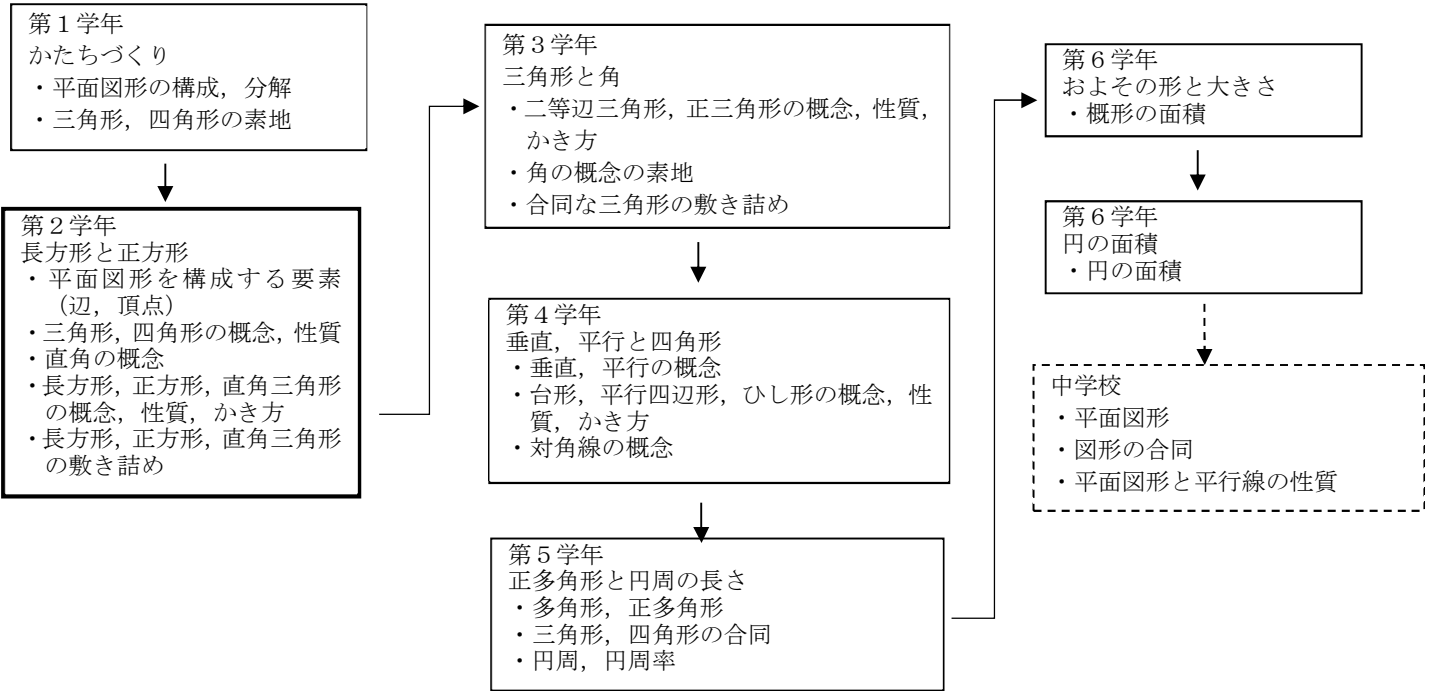 第１学年
かたちづくり
・平面図形の構成，分解
・三角形，四角形の素地
第２学年
長方形と正方形
・平面図形を構成する要素
（辺，頂点）
・三角形，四角形の概念，性質
・直角の概念
・長方形，正方形，直角三角形
の概念，性質，かき方
・長方形，正方形，直角三角形
の敷き詰め
第３学年
三角形と角
・二等辺三角形，正三角形の概念，性質，
かき方
・角の概念の素地
・合同な三角形の敷き詰め
第４学年
垂直，平行と四角形
・垂直，平行の概念
・台形，平行四辺形，ひし形の概念，性
質，かき方
・対角線の概念
第５学年
正多角形と円周の長さ
・多角形，正多角形
・三角形，四角形の合同
・円周，円周率
第６学年
およその形と大きさ
・概形の面積
第６学年
円の面積
・円の面積
中学校
・平面図形
・図形の合同
・平面図形と平行線の性質